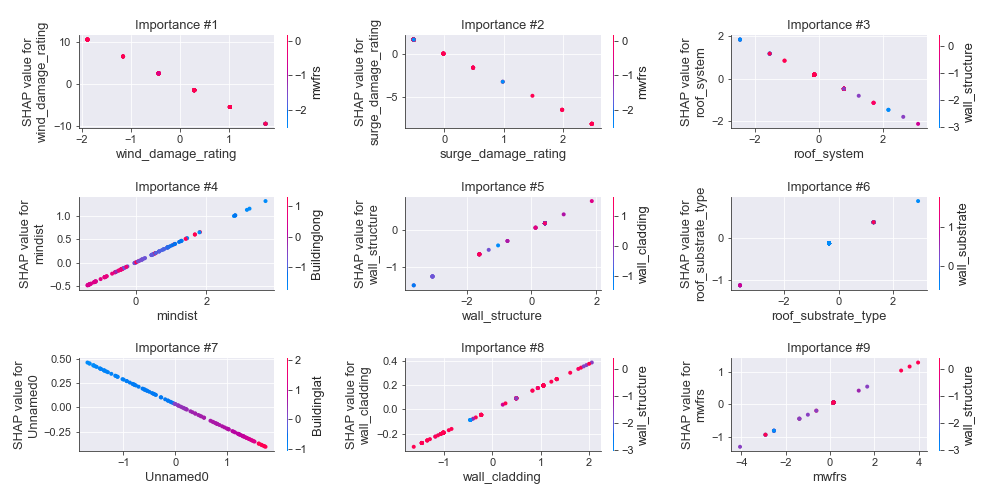 Importance #1
SHAP value for
wind_damage_rating
10
0
−10
−2
−1
0
1
wind_damage_rating
0
−1
−2
mwfrs
Importance #2
SHAP value for
surge_damage_rating
0
−5
0
1
2
surge_damage_rating
0
−1
−2
mwfrs
Importance #3
SHAP value for
roof_system
2
0
−2
−2
0
2
roof_system
0
−1
−2
−3
wall_structure
Importance #4
SHAP value for
mindist
1.0
0.5
0.0
−0.5
0
2
mindist
1
0
−1
Buildinglong
Importance #5
SHAP value for
wall_structure
0
−1
−2
0
2
wall_structure
1
0
−1
wall_cladding
Importance #6
SHAP value for
roof_substrate_type
0
−1
−2
0
2
roof_substrate_type
1
0
wall_substrate
Importance #7
SHAP value for
Unnamed0
0.50
0.25
0.00
−0.25
−1
0
1
Unnamed0
2
1
0
−1
Buildinglat
Importance #8
SHAP value for
wall_cladding
0.4
0.2
0.0
−0.2
−1
0
1
2
wall_cladding
0
−1
−2
−3
wall_structure
Importance #9
SHAP value for
mwfrs
1
0
−1
−4
−2
0
2
4
mwfrs
0
−1
−2
−3
wall_structure